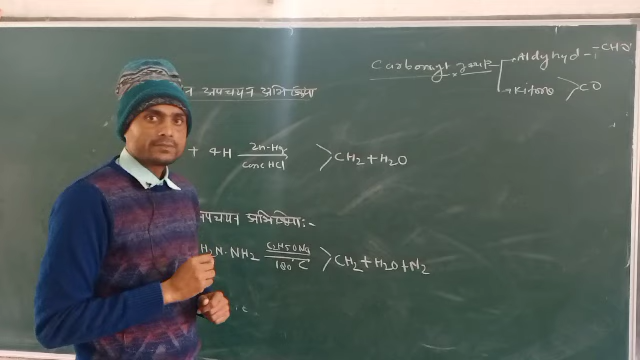 Carbonyl group Aldyhyd - CHO
Kitone >CO
न अपचयन अभिक्रिया
+ 4H Zn-Hg >CH2 + H2O
Conc HCl
अपचयन अभिक्रिया:-
H2N.NH2 C2H5ONa >CH2 + H2O + N2
180°C
i.e.